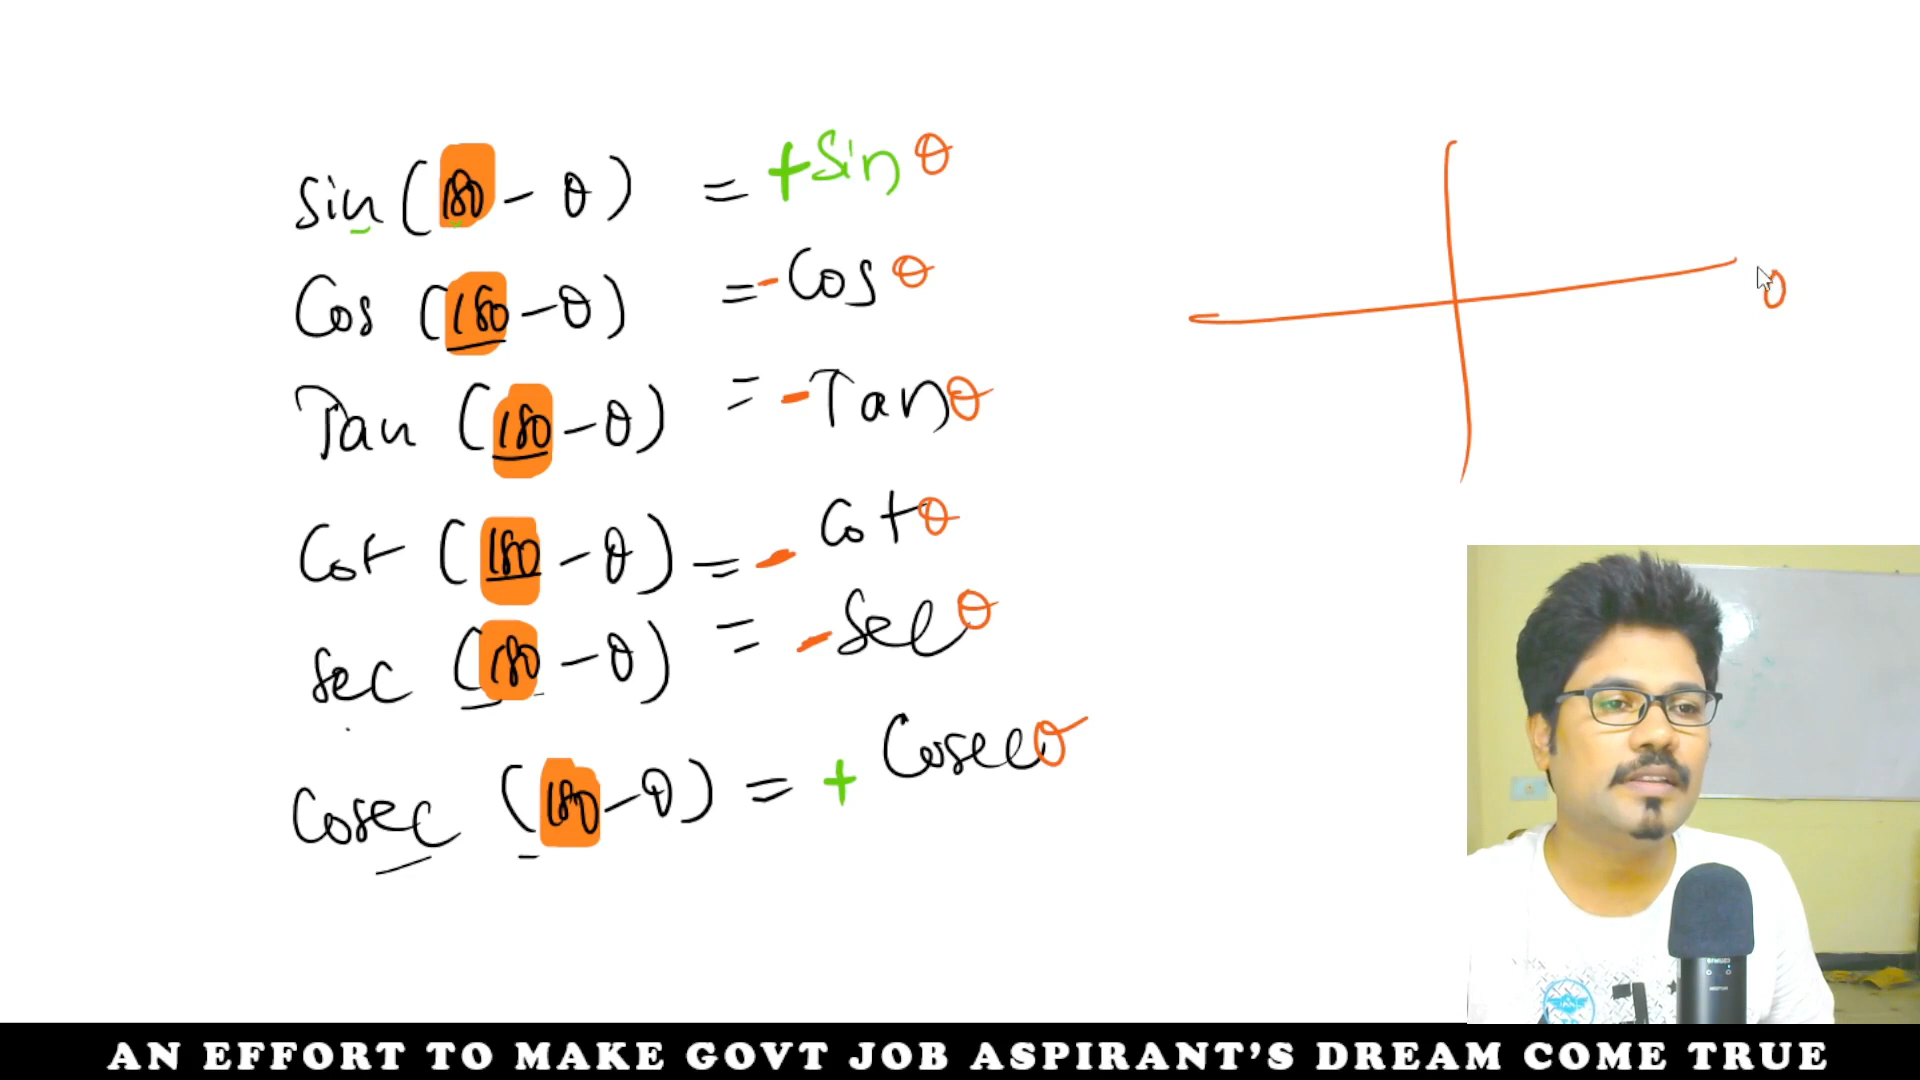 sin (180 - θ) = +sin θ
Cos (180 - θ) = - Cos θ
Tan (180 - θ) = - Tan θ
Cot (180 - θ) = - Cot θ
sec (180 - θ) = - Sec θ
Cosec (180 - θ) = + Cosec θ
0
AN EFFORT TO MAKE GOVT JOB ASPIRANT'S DREAM COME TRUE